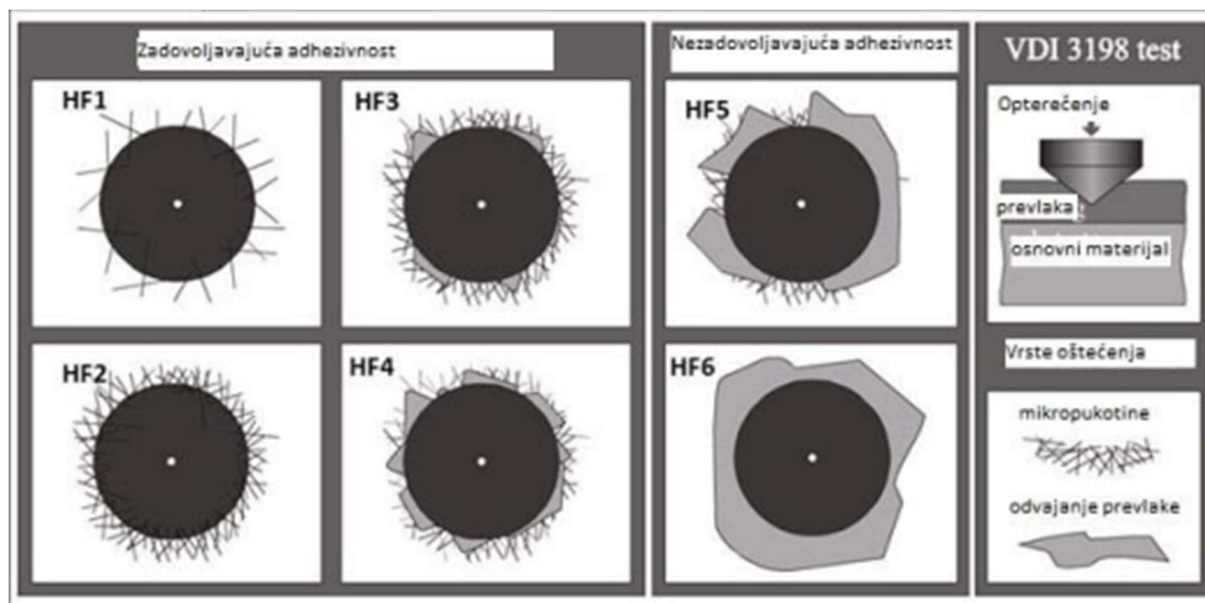 Zadovoljavajuća adhezivnost
HF1
HF3
HF2
HF4
Nezadovoljavajuća adhezivnost
HF5
HF6
VDI 3198 test
Opterečenje
prevlaka
osnovni materijal
Vrste oštećenja
mikropukotine
odvajanje prevlake